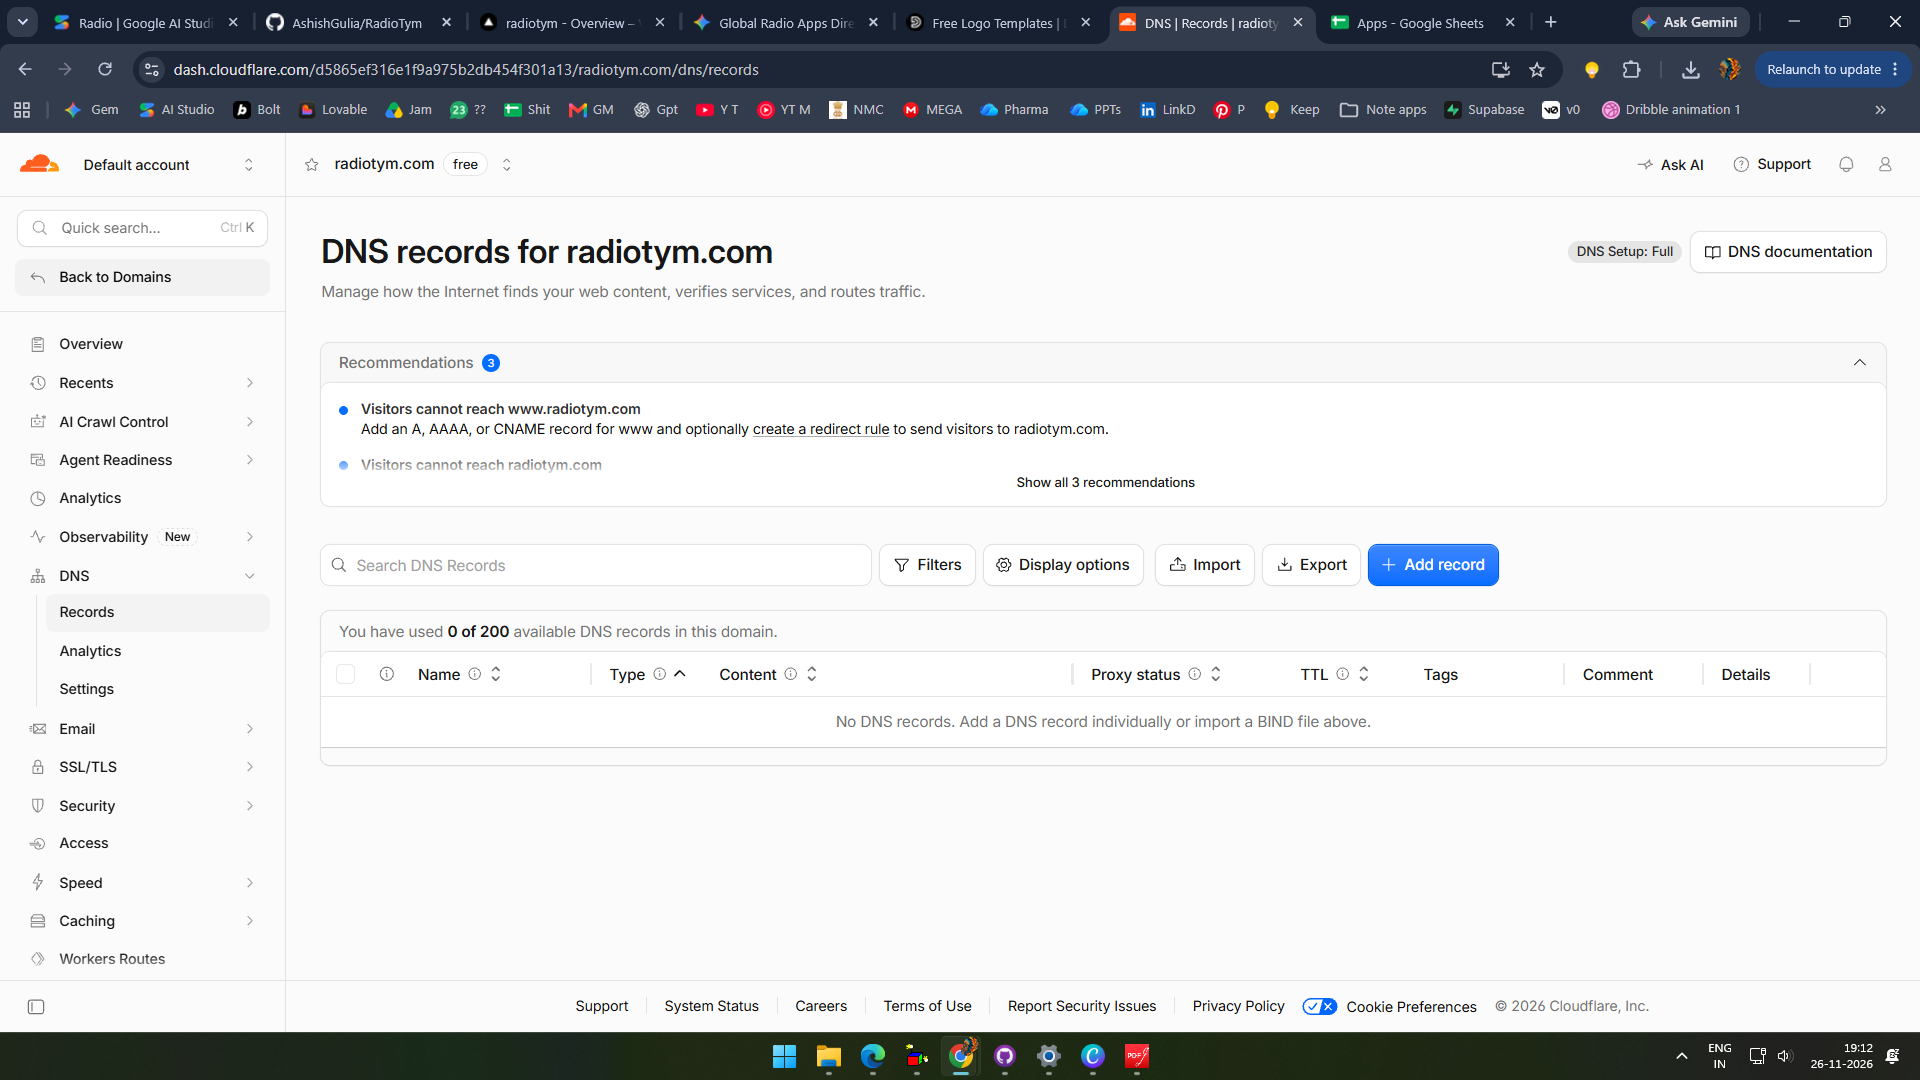 Radio | Google AI Studi
AshishGulia/RadioTym
radiotym - Overview –
Global Radio Apps Dire
Free Logo Templates |
DNS | Records | radioty
Apps - Google Sheets
Ask Gemini
dash.cloudflare.com/d5865ef316e1f9a975b2db454f301a13/radiotym.com/dns/records
Relaunch to update
Gem
AI Studio
Bolt
Lovable
Jam
23 ??
Shit
GM
Gpt
Y T
YT M
NMC
MEGA
Pharma
PPTs
LinkD
P
Keep
Note apps
Supabase
v0
Dribble animation 1
Default account
radiotym.com free
Ask AI
Support
Quick search... Ctrl K
Back to Domains
Overview
Recents
AI Crawl Control
Agent Readiness
Analytics
Observability New
DNS
Records
Analytics
Settings
Email
SSL/TLS
Security
Access
Speed
Caching
Workers Routes
DNS records for radiotym.com
DNS Setup: Full
DNS documentation
Manage how the Internet finds your web content, verifies services, and routes traffic.
Recommendations 3
Visitors cannot reach www.radiotym.com
Add an A, AAAA, or CNAME record for www and optionally create a redirect rule to send visitors to radiotym.com.
Visitors cannot reach radiotym.com
Show all 3 recommendations
Search DNS Records
Filters
Display options
Import
Export
Add record
You have used 0 of 200 available DNS records in this domain.
Name Type Content Proxy status TTL Tags Comment Details
No DNS records. Add a DNS record individually or import a BIND file above.
Support
System Status
Careers
Terms of Use
Report Security Issues
Privacy Policy
Cookie Preferences
© 2026 Cloudflare, Inc.
PDF
ENG
IN
19:12
26-11-2026